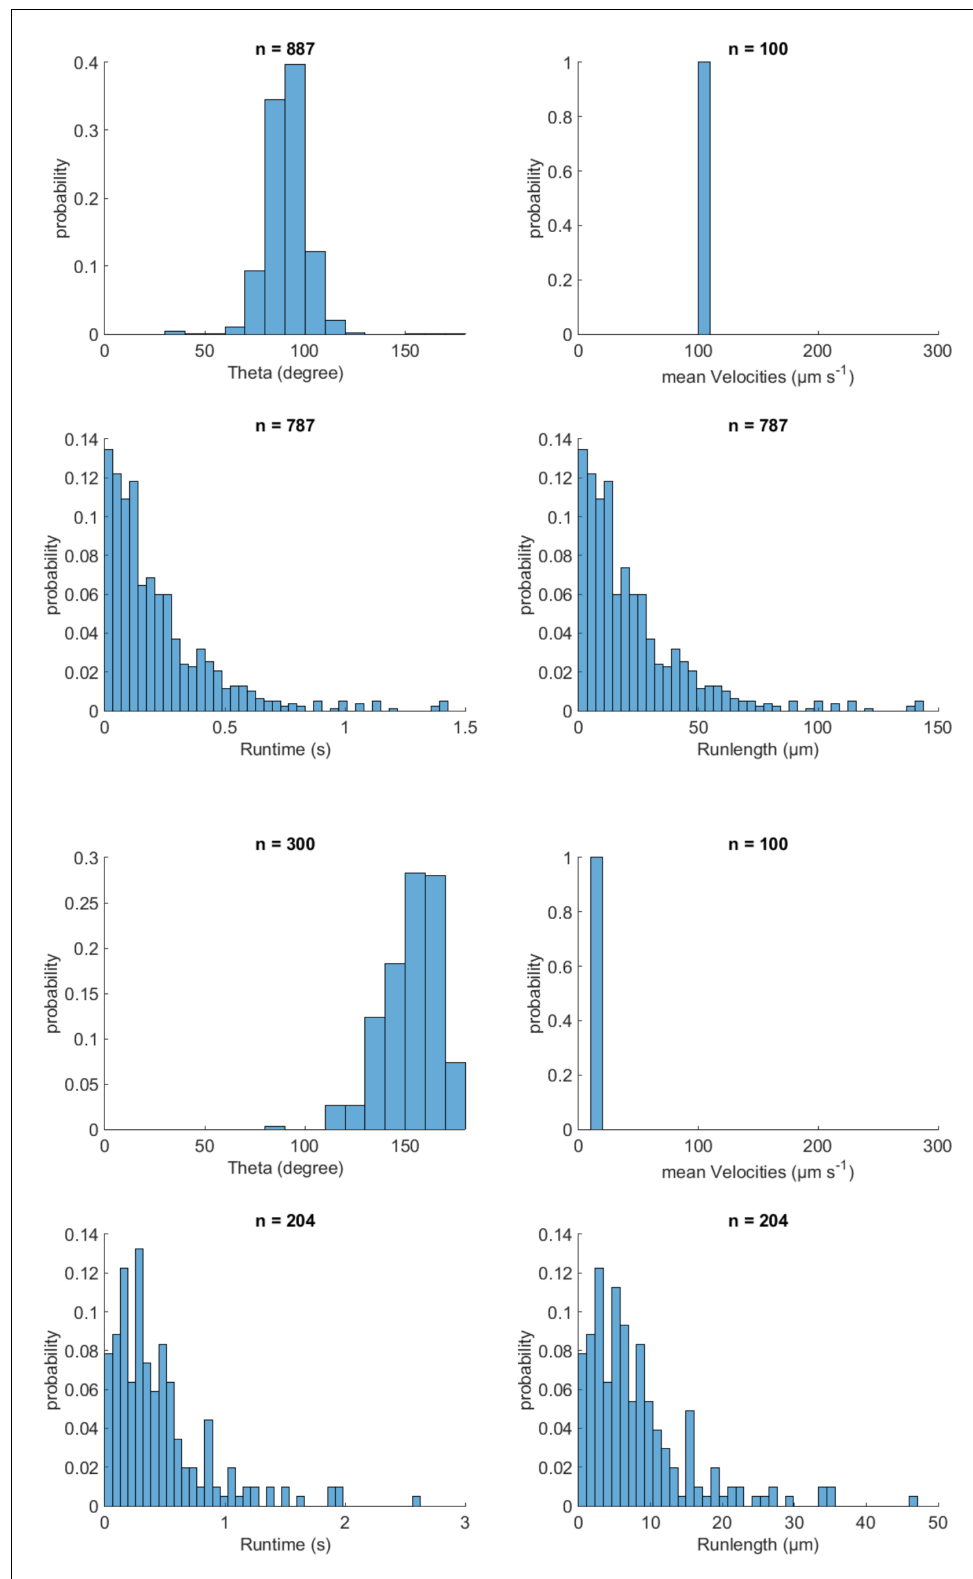 n = 887
0.4
0.3
0.2
0.1
0
probability
0 50 100 150
Theta (degree)
n = 100
1
0.8
0.6
0.4
0.2
0
probability
0 100 200 300
mean Velocities (µm s-1)
n = 787
0.14
0.12
0.1
0.08
0.06
0.04
0.02
0
probability
0 0.5 1 1.5
Runtime (s)
n = 787
0.14
0.12
0.1
0.08
0.06
0.04
0.02
0
probability
0 50 100 150
Runlength (µm)
n = 300
0.3
0.25
0.2
0.15
0.1
0.05
0
probability
0 50 100 150
Theta (degree)
n = 100
1
0.8
0.6
0.4
0.2
0
probability
0 100 200 300
mean Velocities (µm s-1)
n = 204
0.14
0.12
0.1
0.08
0.06
0.04
0.02
0
probability
0 1 2 3
Runtime (s)
n = 204
0.14
0.12
0.1
0.08
0.06
0.04
0.02
0
probability
0 10 20 30 40 50
Runlength (µm)